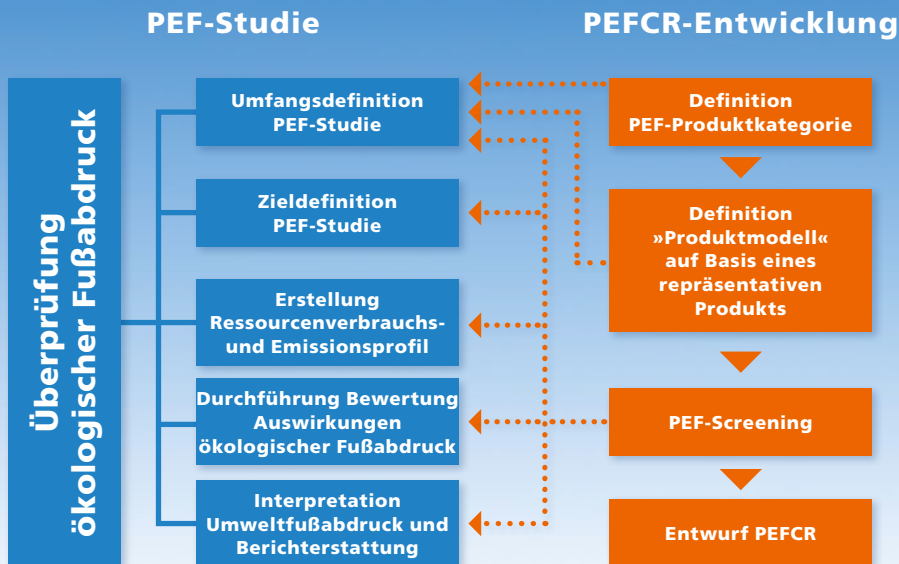 PEF-Studie
PEFCR-Entwicklung
Überprüfung
ökologischer Fußabdruck
Umfangsdefinition
PEF-Studie
Zieldefinition
PEF-Studie
Erstellung
Ressourcenverbrauchs-
und Emissionsprofil
Durchführung Bewertung
Auswirkungen
ökologischer Fußabdruck
Interpretation
Umweltfußabdruck und
Berichterstattung
Definition
PEF-Produktkategorie
Definition
»Produktmodell«
auf Basis eines
repräsentativen
Produkts
PEF-Screening
Entwurf PEFCR